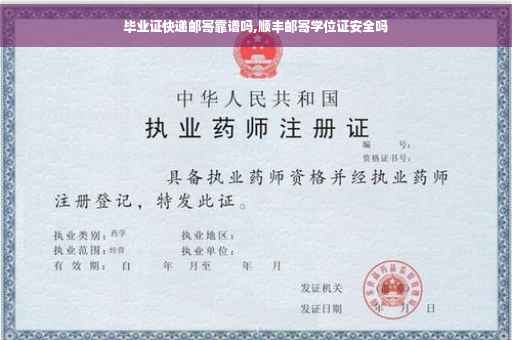 毕业证快递邮寄靠谱吗,顺丰邮寄学位证安全吗
中华人民共和国
执业药师注册证
编 号:
资格证书号:
具备执业药师资格并经执业药师
注册登记，特发此证。
执业类别: 药学 执业地区:
执业范围: 经营 执业单位:
有 效 期: 自 年 月至 年 月
发证机关
发证日期 年 月 日